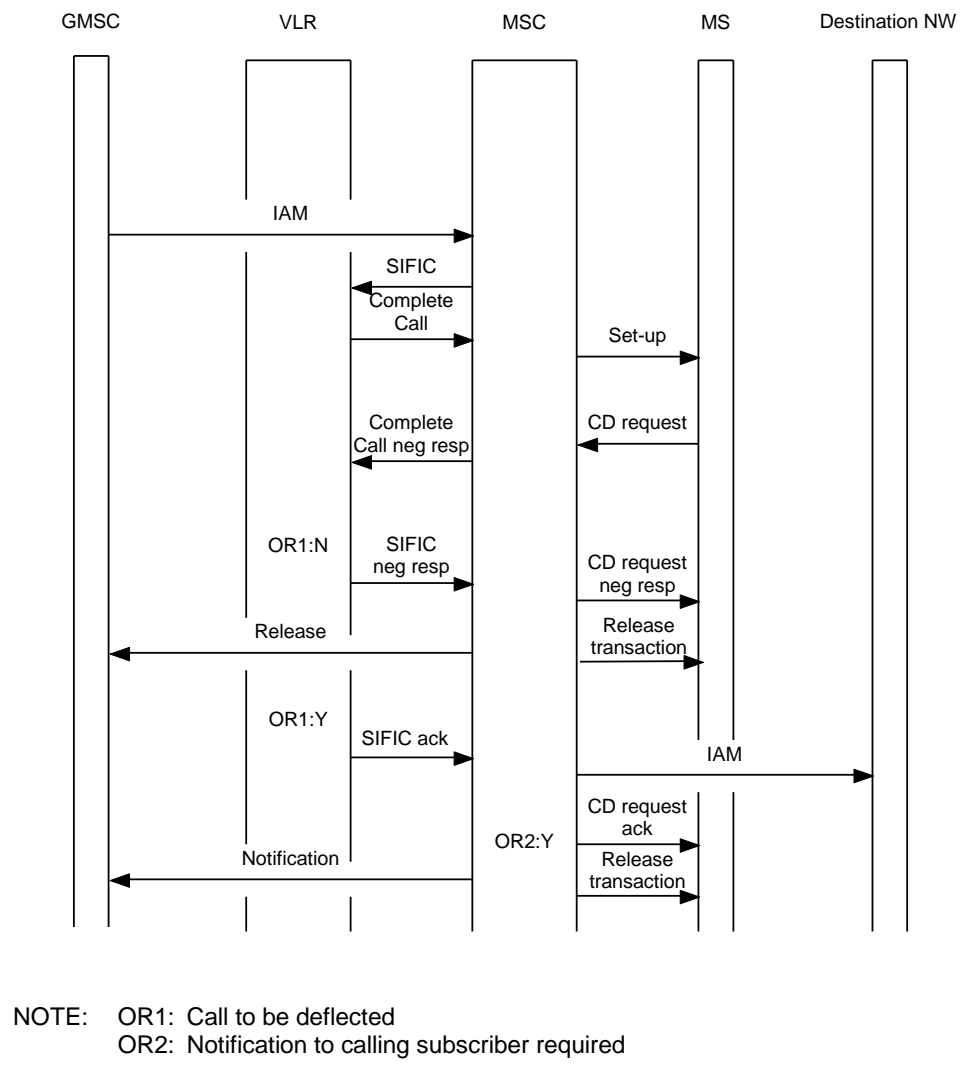 GMSC VLR MSC MS Destination NW
IAM
SIFIC
Complete
Call
Set-up
Complete
Call neg resp
CD request
OR1:N
SIFIC
neg resp
CD request
neg resp
Release
Release
transaction
OR1:Y
SIFIC ack
IAM
CD request
ack
OR2:Y
Notification
Release
transaction
NOTE: OR1: Call to be deflected
OR2: Notification to calling subscriber required